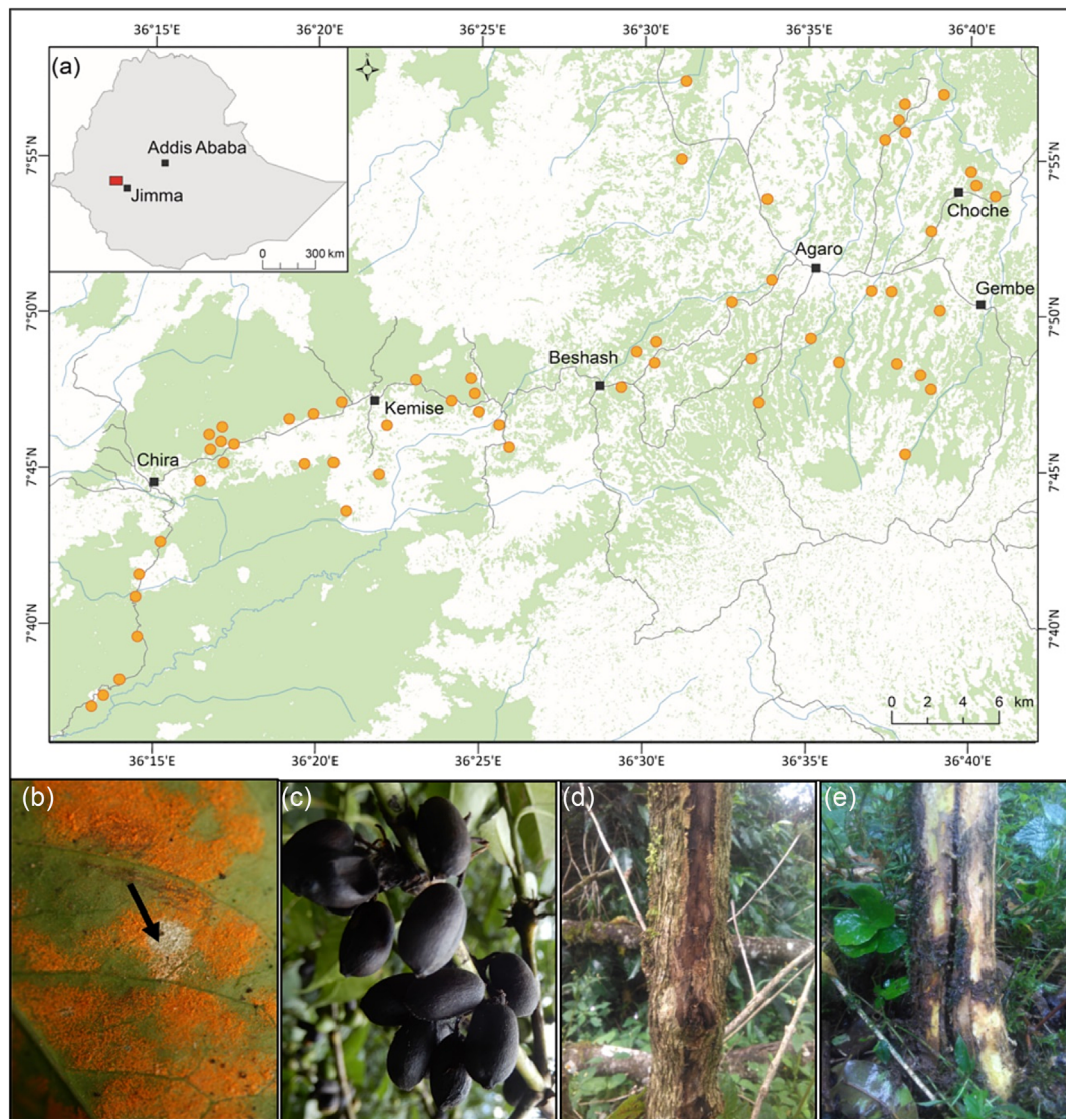 36°15'E 36°20'E 36°25'E 36°30'E 36°35'E 36°40'E
(a)
Addis Ababa
Jimma
0 300 km
7°55'N 7°55'N
Choche
Agaro
Gembe
7°50'N 7°50'N
Beshash
Kemise
Chira
7°45'N 7°45'N
7°40'N 7°40'N
0 2 4 6 km
36°15'E 36°20'E 36°25'E 36°30'E 36°35'E 36°40'E
(b) (c) (d) (e)